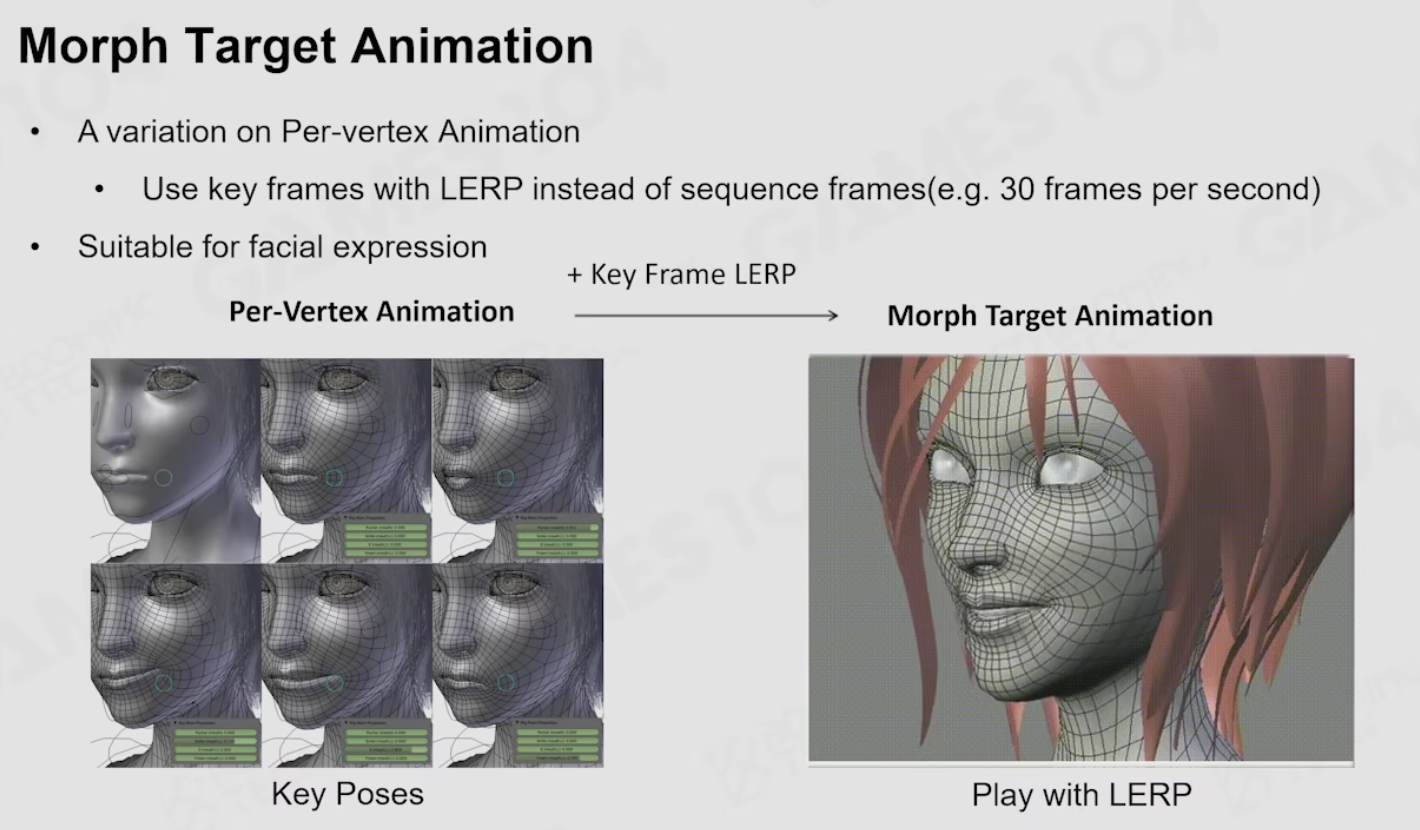 Morph Target Animation
• A variation on Per-vertex Animation
• Use key frames with LERP instead of sequence frames(e.g. 30 frames per second)
• Suitable for facial expression
+ Key Frame LERP
Per-Vertex Animation
Morph Target Animation
Key Poses
Play with LERP